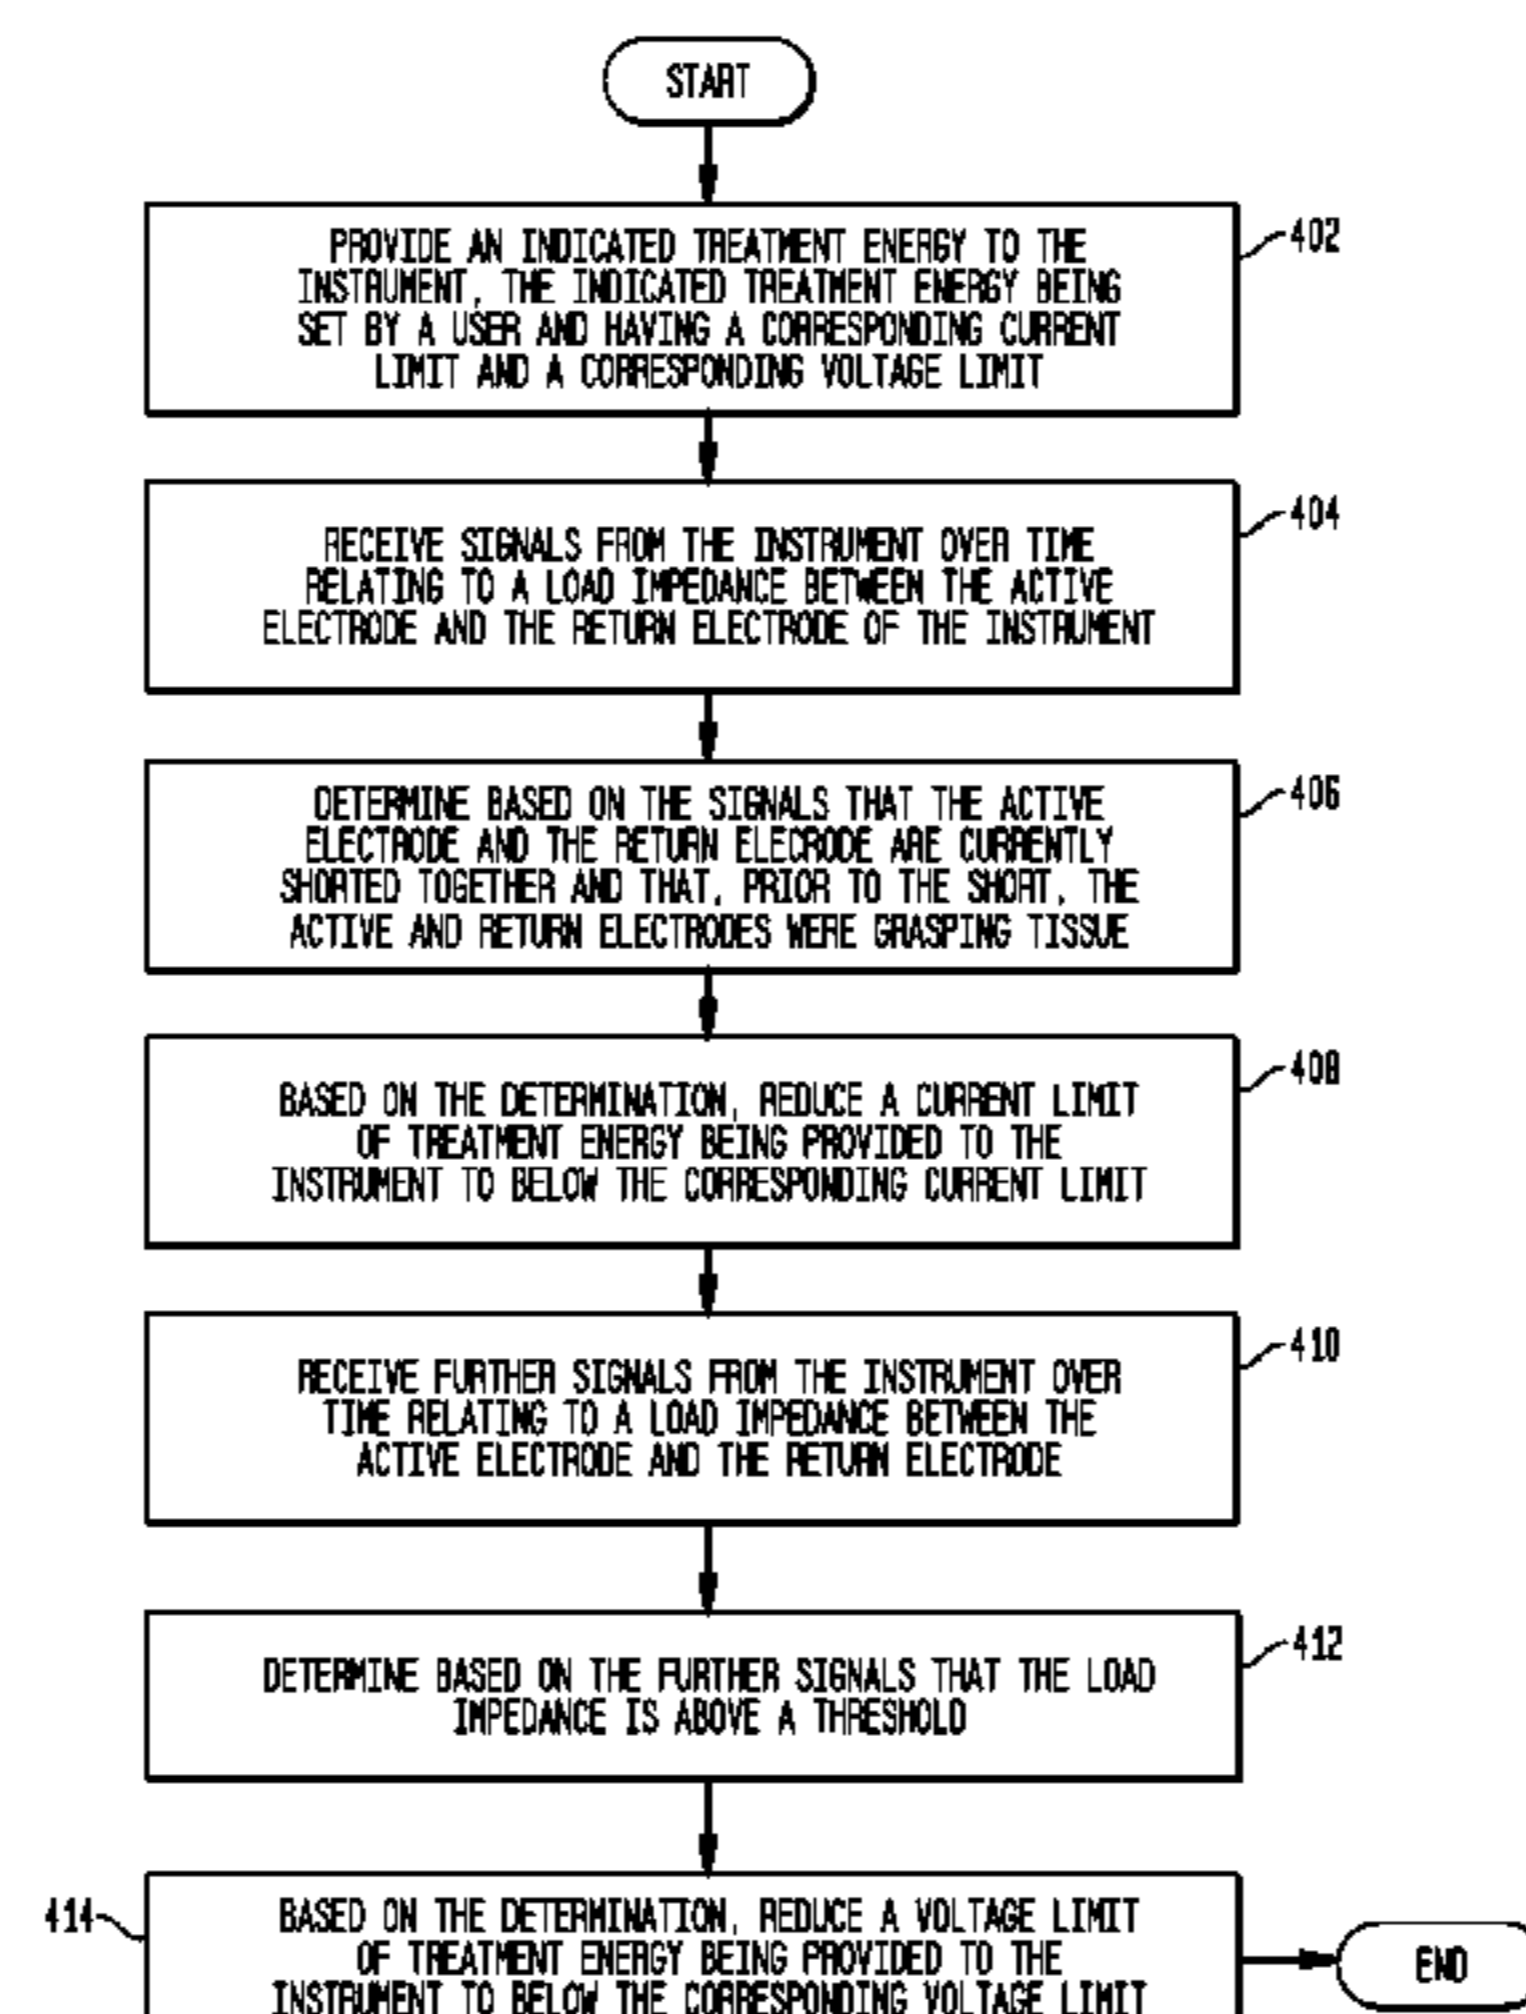 START
402
PROVIDE AN INDICATED TREATMENT ENERGY TO THE
INSTRUMENT, THE INDICATED TREATMENT ENERGY BEING
SET BY A USER AND HAVING A CORRESPONDING CURRENT
LIMIT AND A CORRESPONDING VOLTAGE LIMIT
404
RECEIVE SIGNALS FROM THE INSTRUMENT OVER TIME
RELATING TO A LOAD IMPEDANCE BETWEEN THE ACTIVE
ELECTRODE AND THE RETURN ELECTRODE OF THE INSTRUMENT
406
DETERMINE BASED ON THE SIGNALS THAT THE ACTIVE
ELECTRODE AND THE RETURN ELECRODE ARE CURRENTLY
SHORTED TOGETHER AND THAT, PRIOR TO THE SHORT, THE
ACTIVE AND RETURN ELECTRODES WERE GRASPING TISSUE
408
BASED ON THE DETERMINATION, REDUCE A CURRENT LIMIT
OF TREATMENT ENERGY BEING PROVIDED TO THE
INSTRUMENT TO BELOW THE CORRESPONDING CURRENT LIMIT
410
RECEIVE FURTHER SIGNALS FROM THE INSTRUMENT OVER
TIME RELATING TO A LOAD IMPEDANCE BETWEEN THE
ACTIVE ELECTRODE AND THE RETURN ELECTRODE
412
DETERMINE BASED ON THE FURTHER SIGNALS THAT THE LOAD
IMPEDANCE IS ABOVE A THRESHOLD
414
BASED ON THE DETERMINATION, REDUCE A VOLTAGE LIMIT
OF TREATMENT ENERGY BEING PROVIDED TO THE
INSTRUMENT TO BELOW THE CORRESPONDING VOLTAGE LIMIT
END